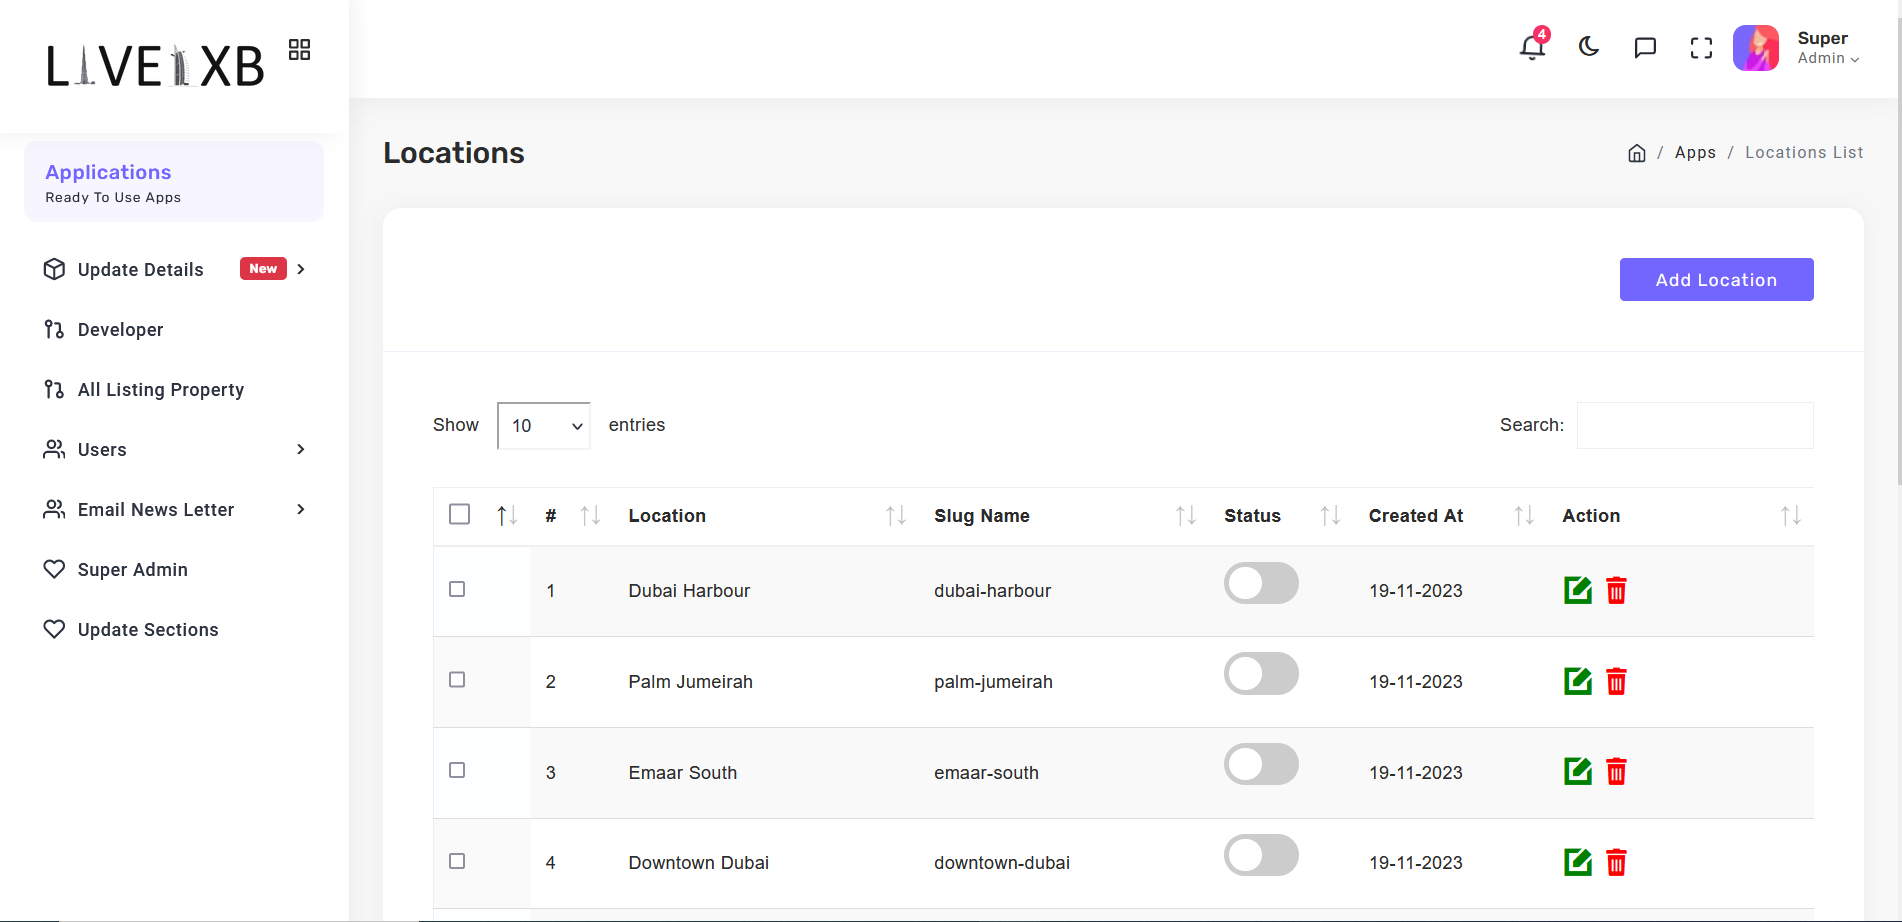 LIVEDXB
4
Super
Admin
Applications
Ready To Use Apps
Update Details New
Developer
All Listing Property
Users
Email News Letter
Super Admin
Update Sections
Locations
/ Apps / Locations List
Add Location
Show 10 entries
Search:
# Location Slug Name Status Created At Action
1 Dubai Harbour dubai-harbour 19-11-2023
2 Palm Jumeirah palm-jumeirah 19-11-2023
3 Emaar South emaar-south 19-11-2023
4 Downtown Dubai downtown-dubai 19-11-2023